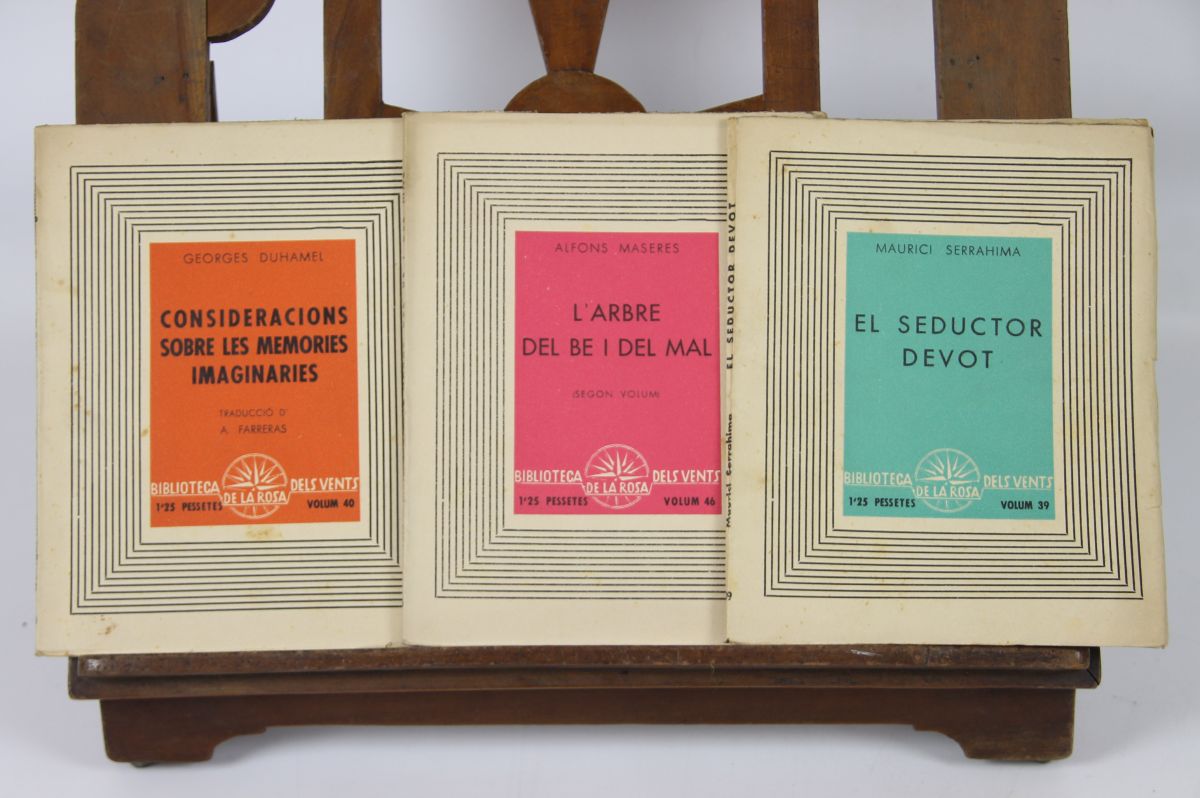 GEORGES DUHAMEL
CONSIDERACIONS
SOBRE LES MEMORIES
IMAGINARIES
TRADUCCIÓ D'
A. FARRERAS
BIBLIOTECA DE LA ROSA DELS VENTS
1'25 PESSETES VOLUM 40
ALFONS MASERES
L'ARBRE
DEL BE I DEL MAL
(SEGON VOLUM)
BIBLIOTECA DE LA ROSA DELS VENTS
1'25 PESSETES VOLUM 46
Maurici Serrahima EL SEDUCTOR DEVOT
MAURICI SERRAHIMA
EL SEDUCTOR
DEVOT
BIBLIOTECA DE LA ROSA DELS VENTS
1'25 PESSETES VOLUM 39